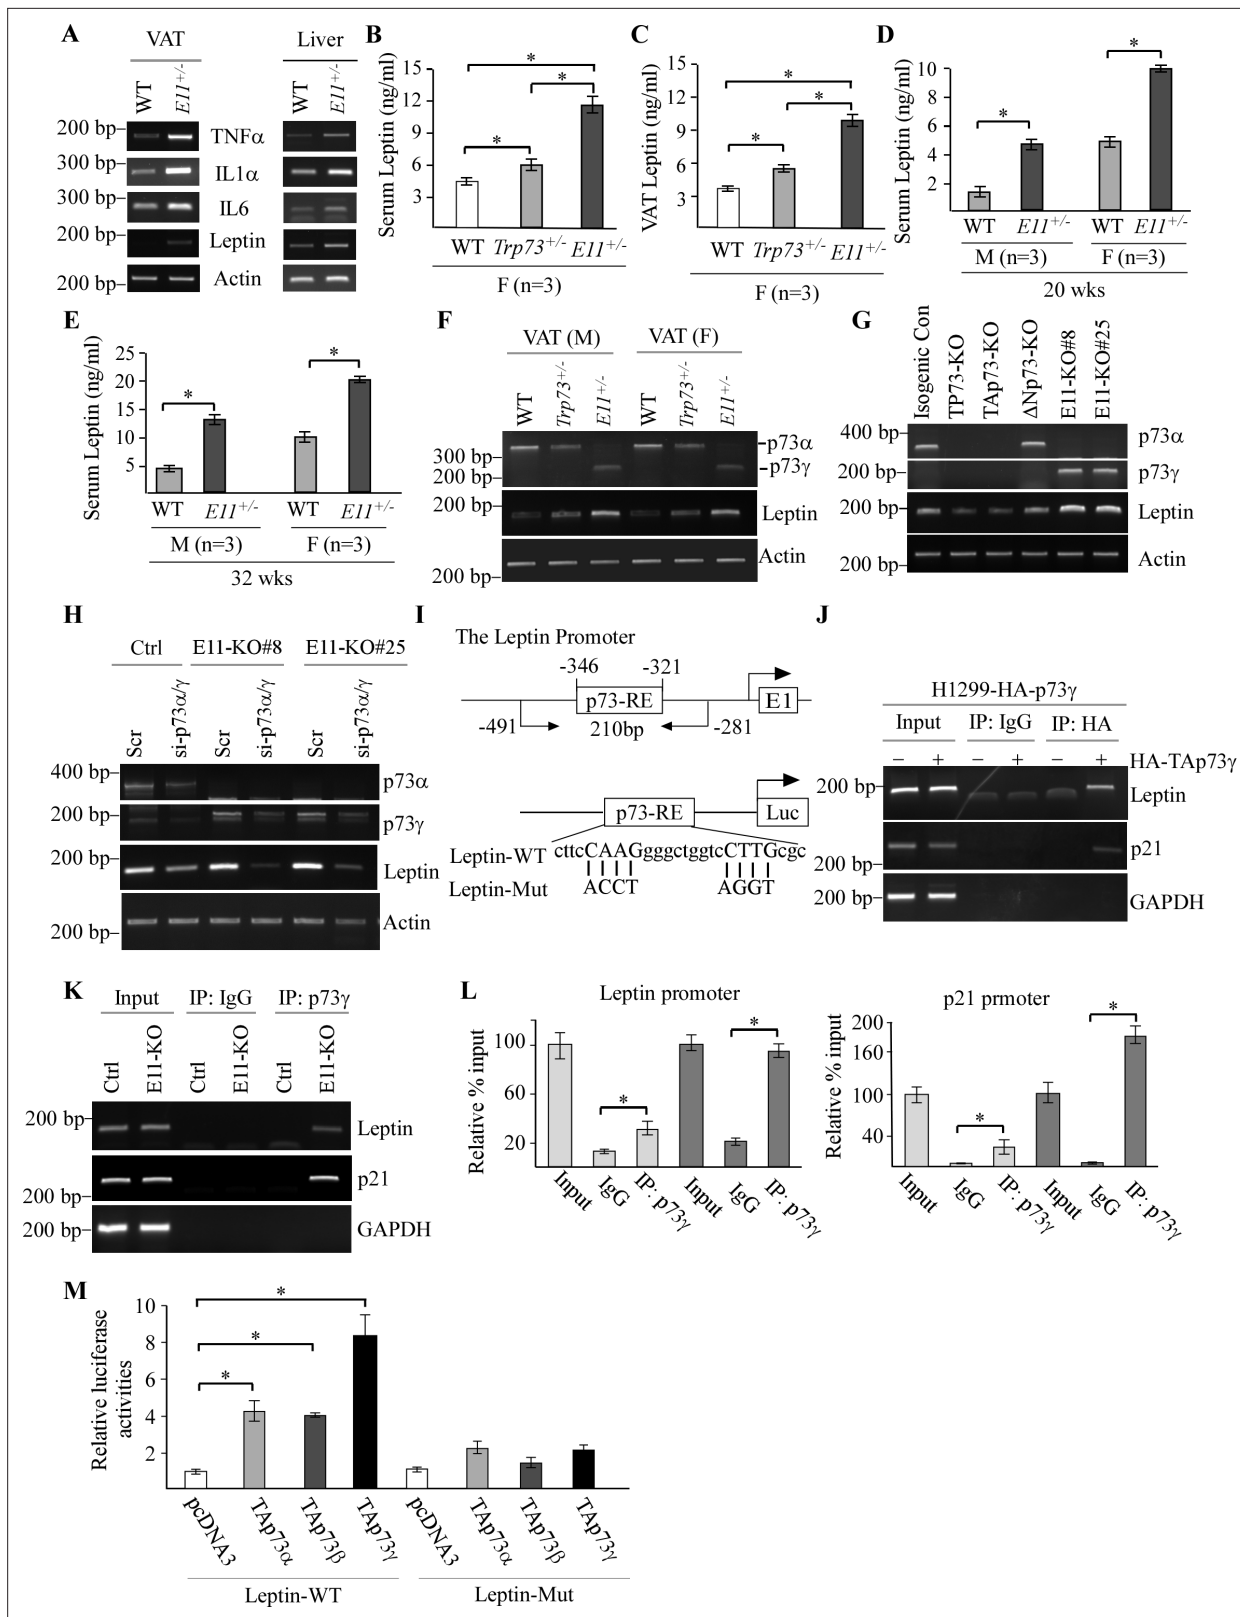 A
VAT
Liver
WT
E11+/-
WT
E11+/-
200 bp
TNFα
300 bp
IL1α
300 bp
IL6
200 bp
Leptin
200 bp
Actin
B
Serum Leptin (ng/ml)
15
12
9
6
3
*
*
*
WT Trp73+/- E11+/-
F (n=3)
C
VAT Leptin (ng/ml)
15
12
9
6
3
*
*
*
WT Trp73+/- E11+/-
F (n=3)
D
Serum Leptin (ng/ml)
10
8
6
4
2
*
*
WT E11+/- WT E11+/-
M (n=3) F (n=3)
20 wks
E
Serum Leptin (ng/ml)
25
20
15
10
5
*
*
WT E11+/- WT E11+/-
M (n=3) F (n=3)
32 wks
F
VAT (M) VAT (F)
WT
Trp73+/-
E11+/-
WT
Trp73+/-
E11+/-
p73α
300 bp
200 bp
p73γ
200 bp
Leptin
Actin
200 bp
G
Isogenic Con
TP73-KO
TAp73-KO
ΔNp73-KO
E11-KO#8
E11-KO#25
400 bp
p73α
200 bp
p73γ
200 bp
Leptin
200 bp
Actin
H
Ctrl E11-KO#8 E11-KO#25
Scr
si-p73α/γ
Scr
si-p73α/γ
Scr
si-p73α/γ
400 bp
p73α
200 bp
p73γ
200 bp
Leptin
200 bp
Actin
I
The Leptin Promoter
-346 -321
p73-RE E1
-491 210bp -281
p73-RE Luc
Leptin-WT cttcCAAGgggctggtcCTTGcgc
Leptin-Mut ACCT AGGT
J
H1299-HA-p73γ
Input IP: IgG IP: HA
− + − + − + HA-TAp73γ
200 bp
Leptin
200 bp
p21
200 bp
GAPDH
K
Input IP: IgG IP: p73γ
Ctrl
E11-KO
Ctrl
E11-KO
Ctrl
E11-KO
200 bp
Leptin
200 bp
p21
200 bp
GAPDH
L
Leptin promoter
Relative % input
100
60
20
*
*
Input
IgG
IP: p73γ
Input
IgG
IP: p73γ
p21 prmoter
Relative % input
200
160
100
40
*
*
Input
IgG
IP: p73γ
Input
IgG
IP: p73γ
M
Relative luciferase
activities
10
8
6
4
2
*
*
*
pcDNA3
TAp73α
TAp73β
TAp73γ
pcDNA3
TAp73α
TAp73β
TAp73γ
Leptin-WT Leptin-Mut